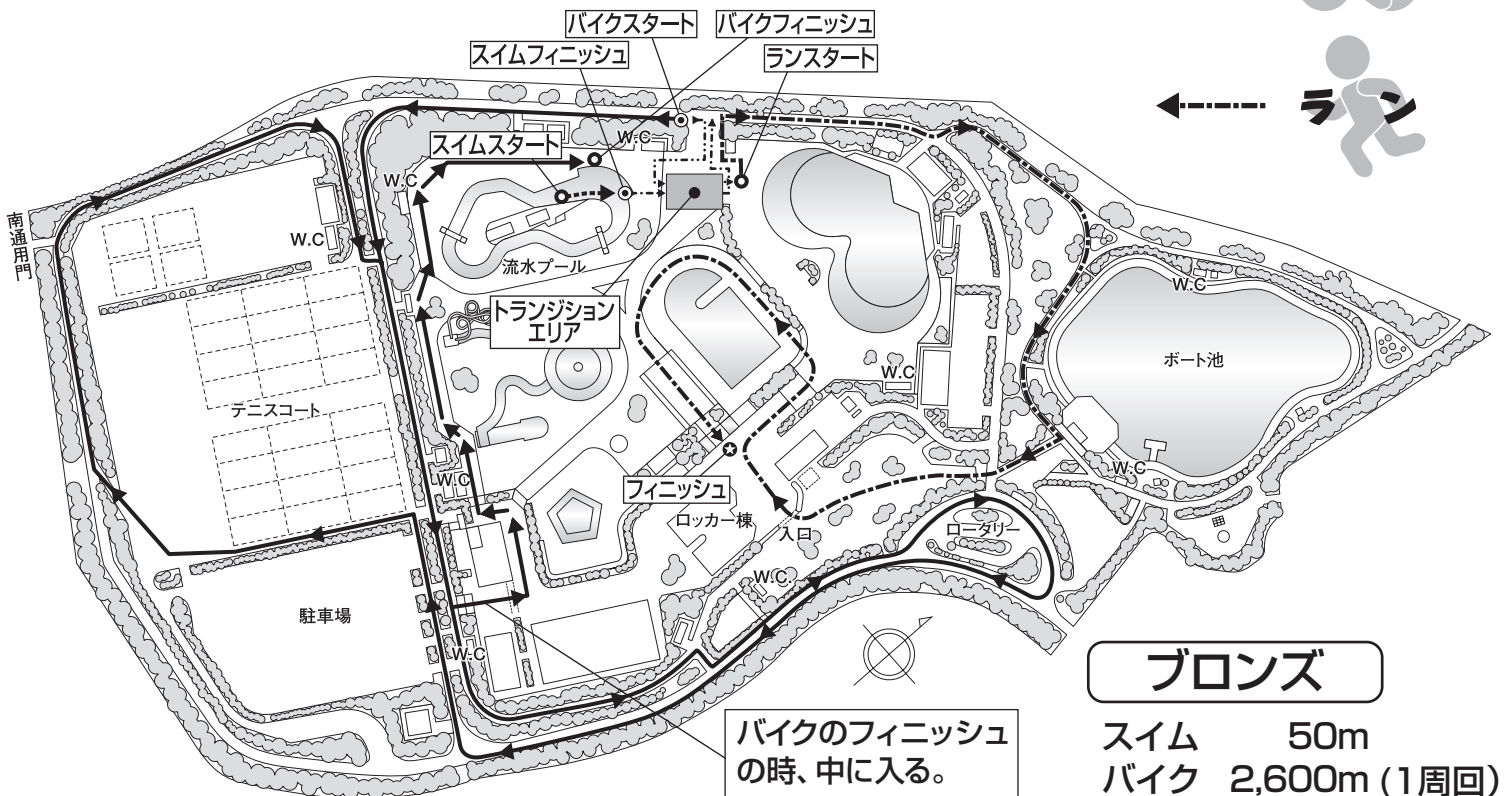 バイクスタート
バイクフィニッシュ
スイムフィニッシュ
ランスタート
ラン
スイムスタート
W.C
W.C
W.C
南通用門
流水プール
W.C
トランジション
エリア
ボート池
テニスコート
W.C
W.C
W.C
フィニッシュ
ロッカー棟
入口
ロータリー
W.C.
駐車場
W.C
バイクのフィニッシュ
の時、中に入る。
ブロンズ
スイム 50m
バイク 2,600m (1周回)